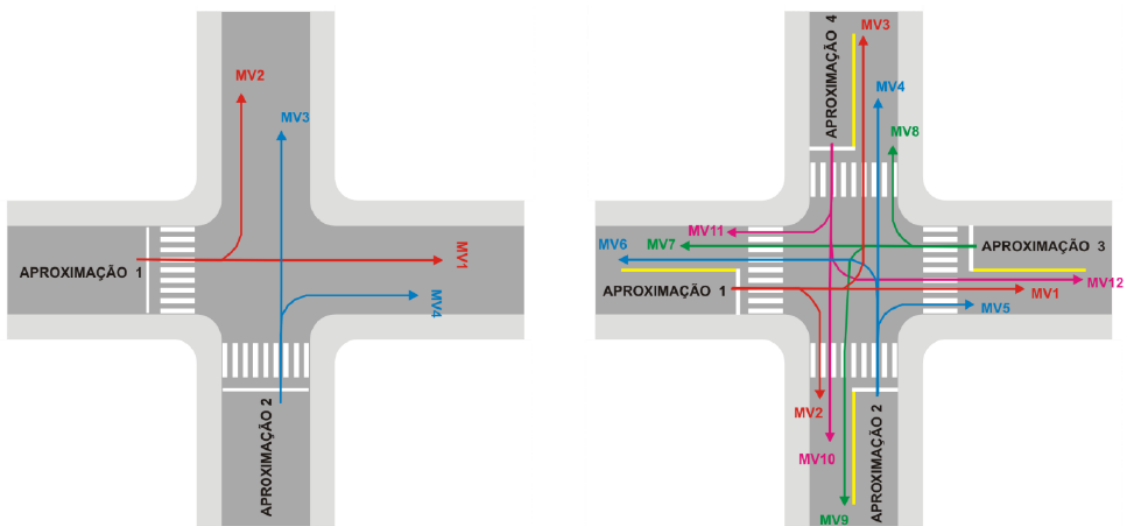 MV2
MV3
APROXIMAÇÃO 1
MV1
MV4
APROXIMAÇÃO 2
APROXIMAÇÃO 4
MV3
MV4
MV8
MV11
MV6
MV7
APROXIMAÇÃO 3
APROXIMAÇÃO 1
MV1
MV12
MV5
MV2
MV10
APROXIMAÇÃO 2
MV9